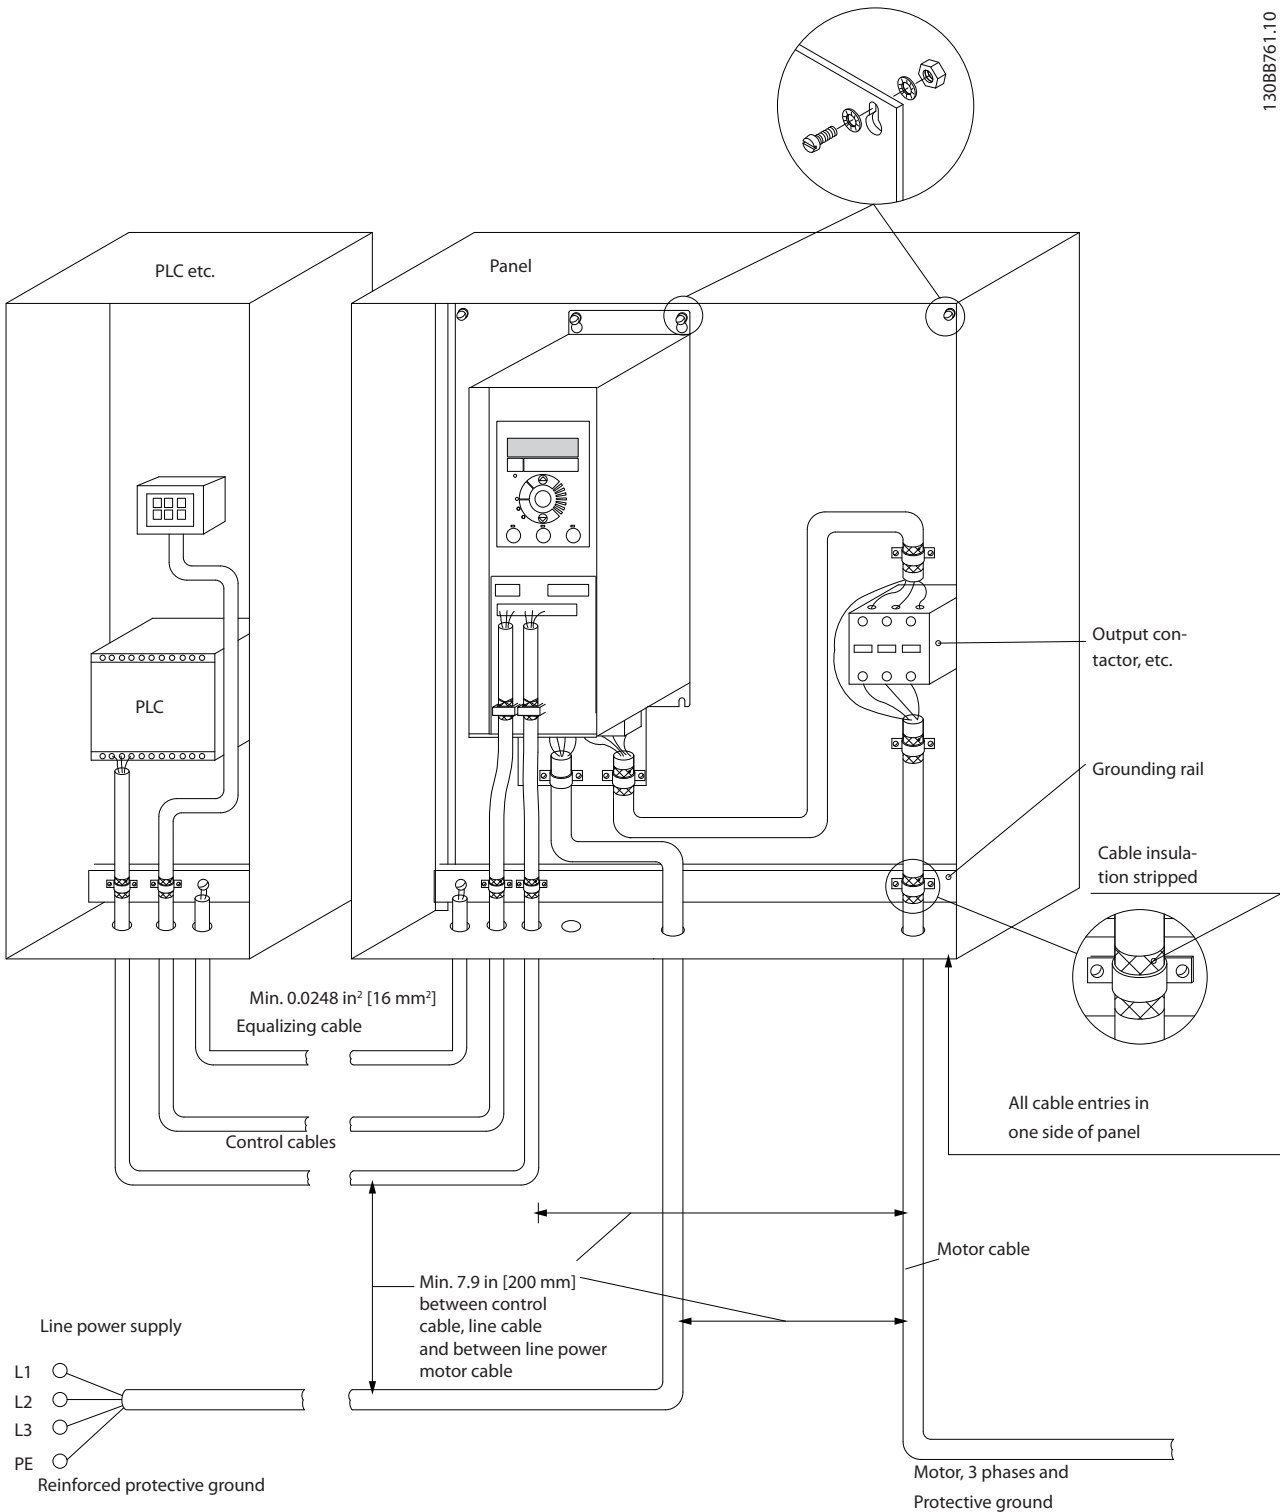 130BB761.10
PLC etc.
Panel
PLC
Output con-
tactor, etc.
Grounding rail
Cable insula-
tion stripped
Min. 0.0248 in² [16 mm²]
Equalizing cable
All cable entries in
one side of panel
Control cables
Motor cable
Min. 7.9 in [200 mm]
between control
cable, line cable
and between line power
motor cable
Line power supply
L1
L2
L3
PE
Reinforced protective ground
Motor, 3 phases and
Protective ground